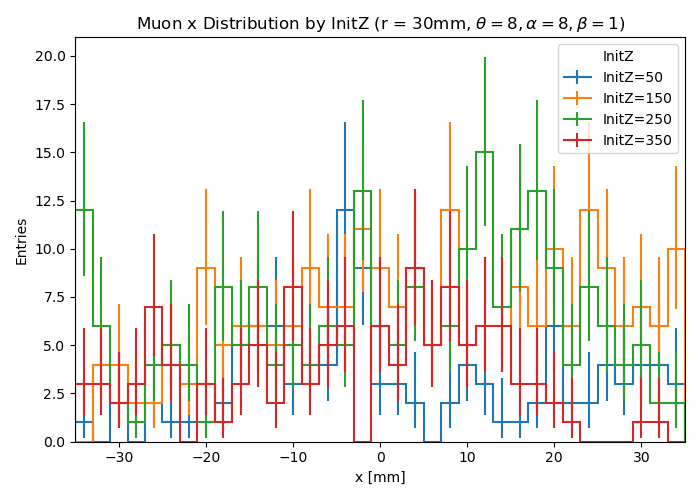 Muon x Distribution by InitZ (r = 30mm, θ = 8, α = 8, β = 1)
20.0
17.5
15.0
12.5
10.0
7.5
5.0
2.5
0.0
Entries
InitZ
InitZ=50
InitZ=150
InitZ=250
InitZ=350
−30 −20 −10 0 10 20 30
x [mm]